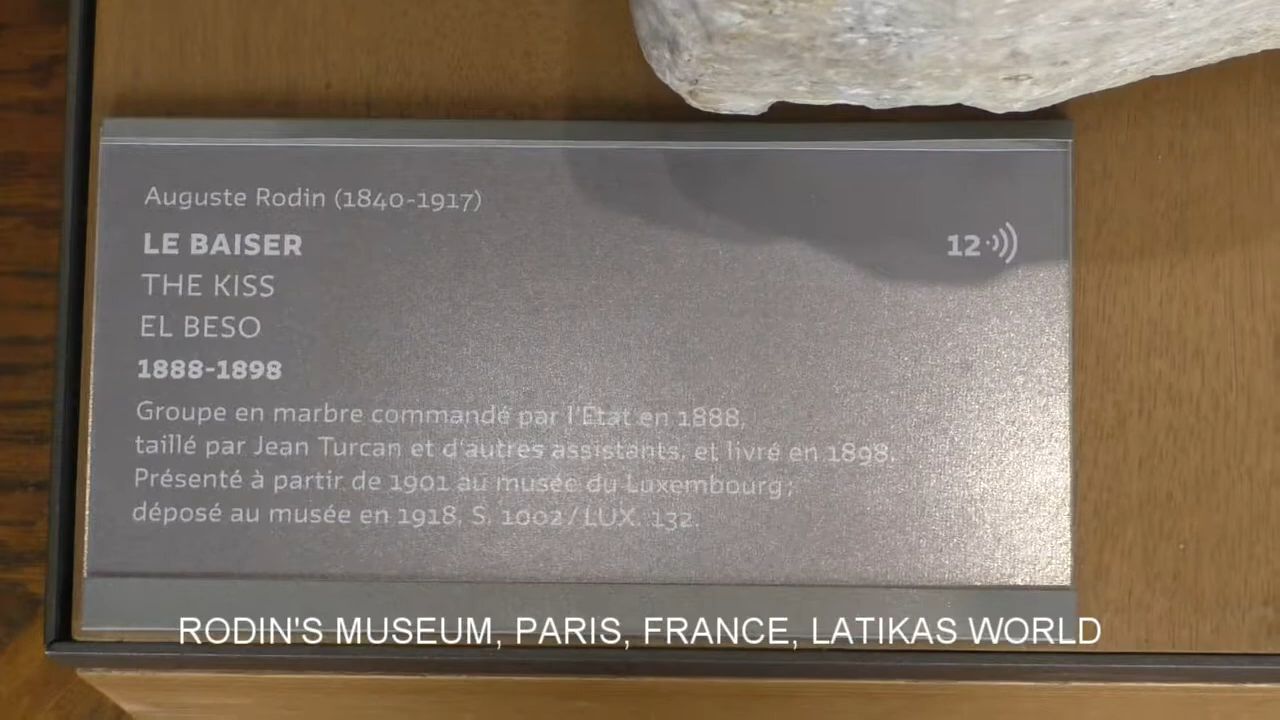 Auguste Rodin (1840-1917)
LE BAISER
12
THE KISS
EL BESO
1888-1898
Groupe en marbre commandé par l'État en 1888,
taillé par Jean Turcan et d'autres assistants, et livré en 1898.
Présenté à partir de 1901 au musée du Luxembourg ;
déposé au musée en 1918, S. 1002 / LUX. 132.
RODIN'S MUSEUM, PARIS, FRANCE, LATIKAS WORLD